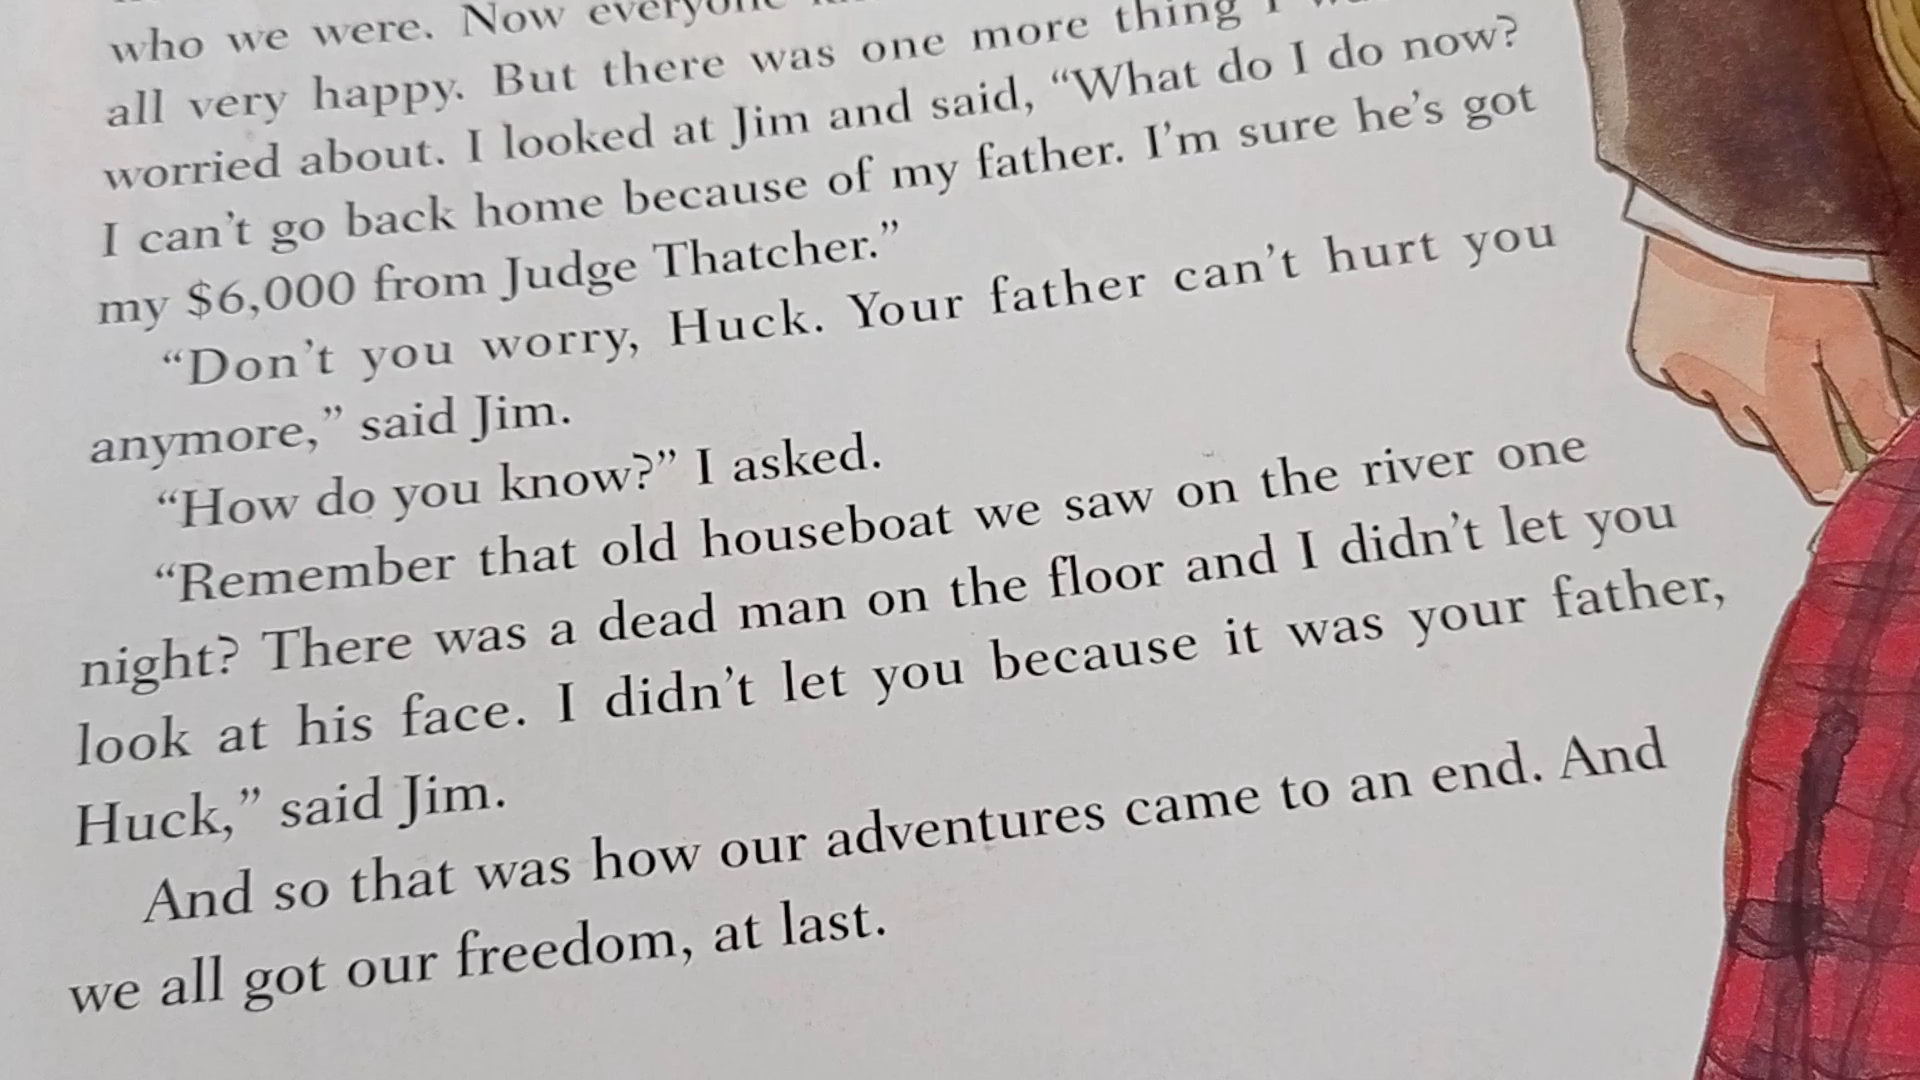 who we were. Now everyone
all very happy. But there was one more thing I
worried about. I looked at Jim and said, “What do I do now?
I can’t go back home because of my father. I’m sure he’s got
my $6,000 from Judge Thatcher.”
“Don’t you worry, Huck. Your father can’t hurt you
anymore,” said Jim.
“How do you know?” I asked.
“Remember that old houseboat we saw on the river one
night? There was a dead man on the floor and I didn’t let you
look at his face. I didn’t let you because it was your father,
Huck,” said Jim.
And so that was how our adventures came to an end. And
we all got our freedom, at last.